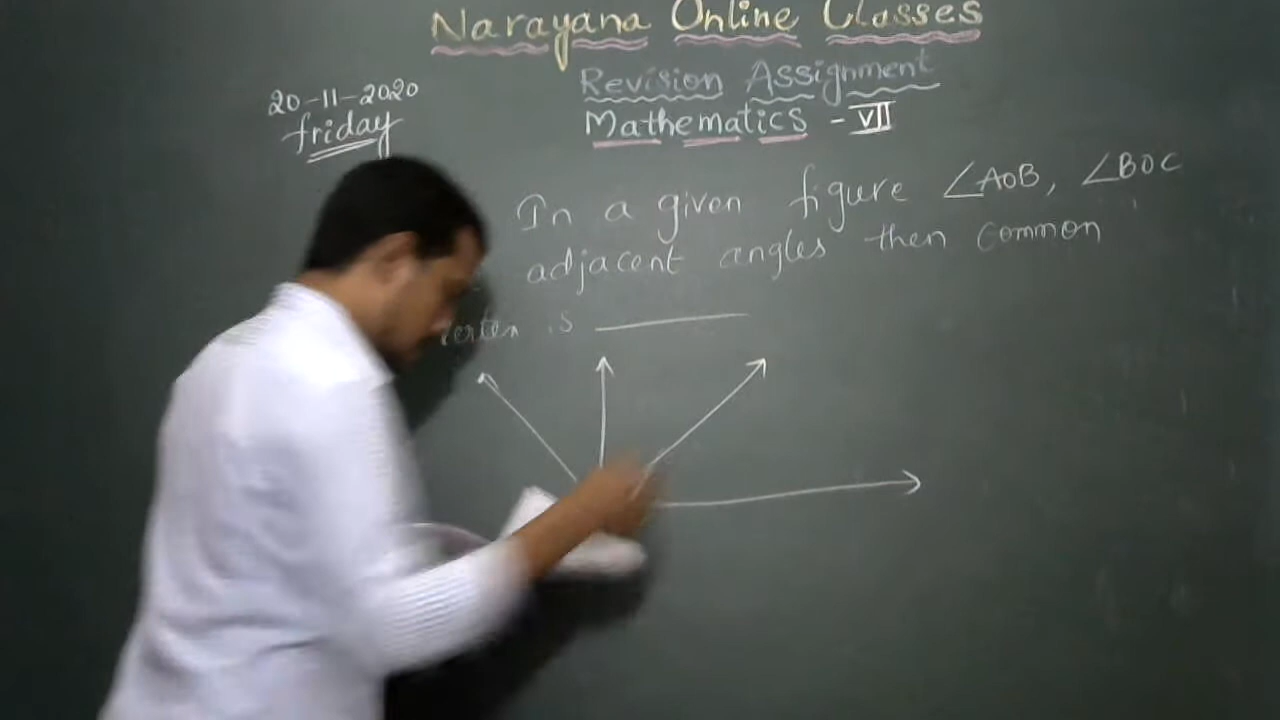 Narayana Online Classes
Revision Assignment
Mathematics - VII
20-11-2020
friday
In a given figure ∠AOB, ∠BOC
adjacent angles then common
vertex is ________